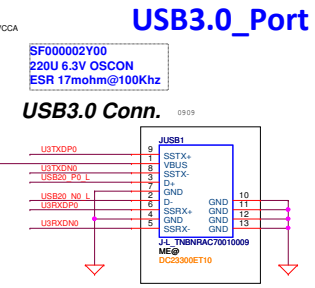 USB3.0_Port
/CCA
SF000002Y00
220U 6.3V OSCON
ESR 17mohm@100Khz
USB3.0 Conn. 0909
JUSB1
U3TXDP0 9 SSTX+
1 VBUS
U3TXDN0 8 SSTX-
USB20_P0_L 3 D+
7 GND
USB20_N0_L 2 D- GND 10
U3RXDP0 6 SSRX+ GND 11
4 GND GND 12
U3RXDN0 5 SSRX- GND 13
J-L_TNBNRAC70010009
ME@
DC23300ET10